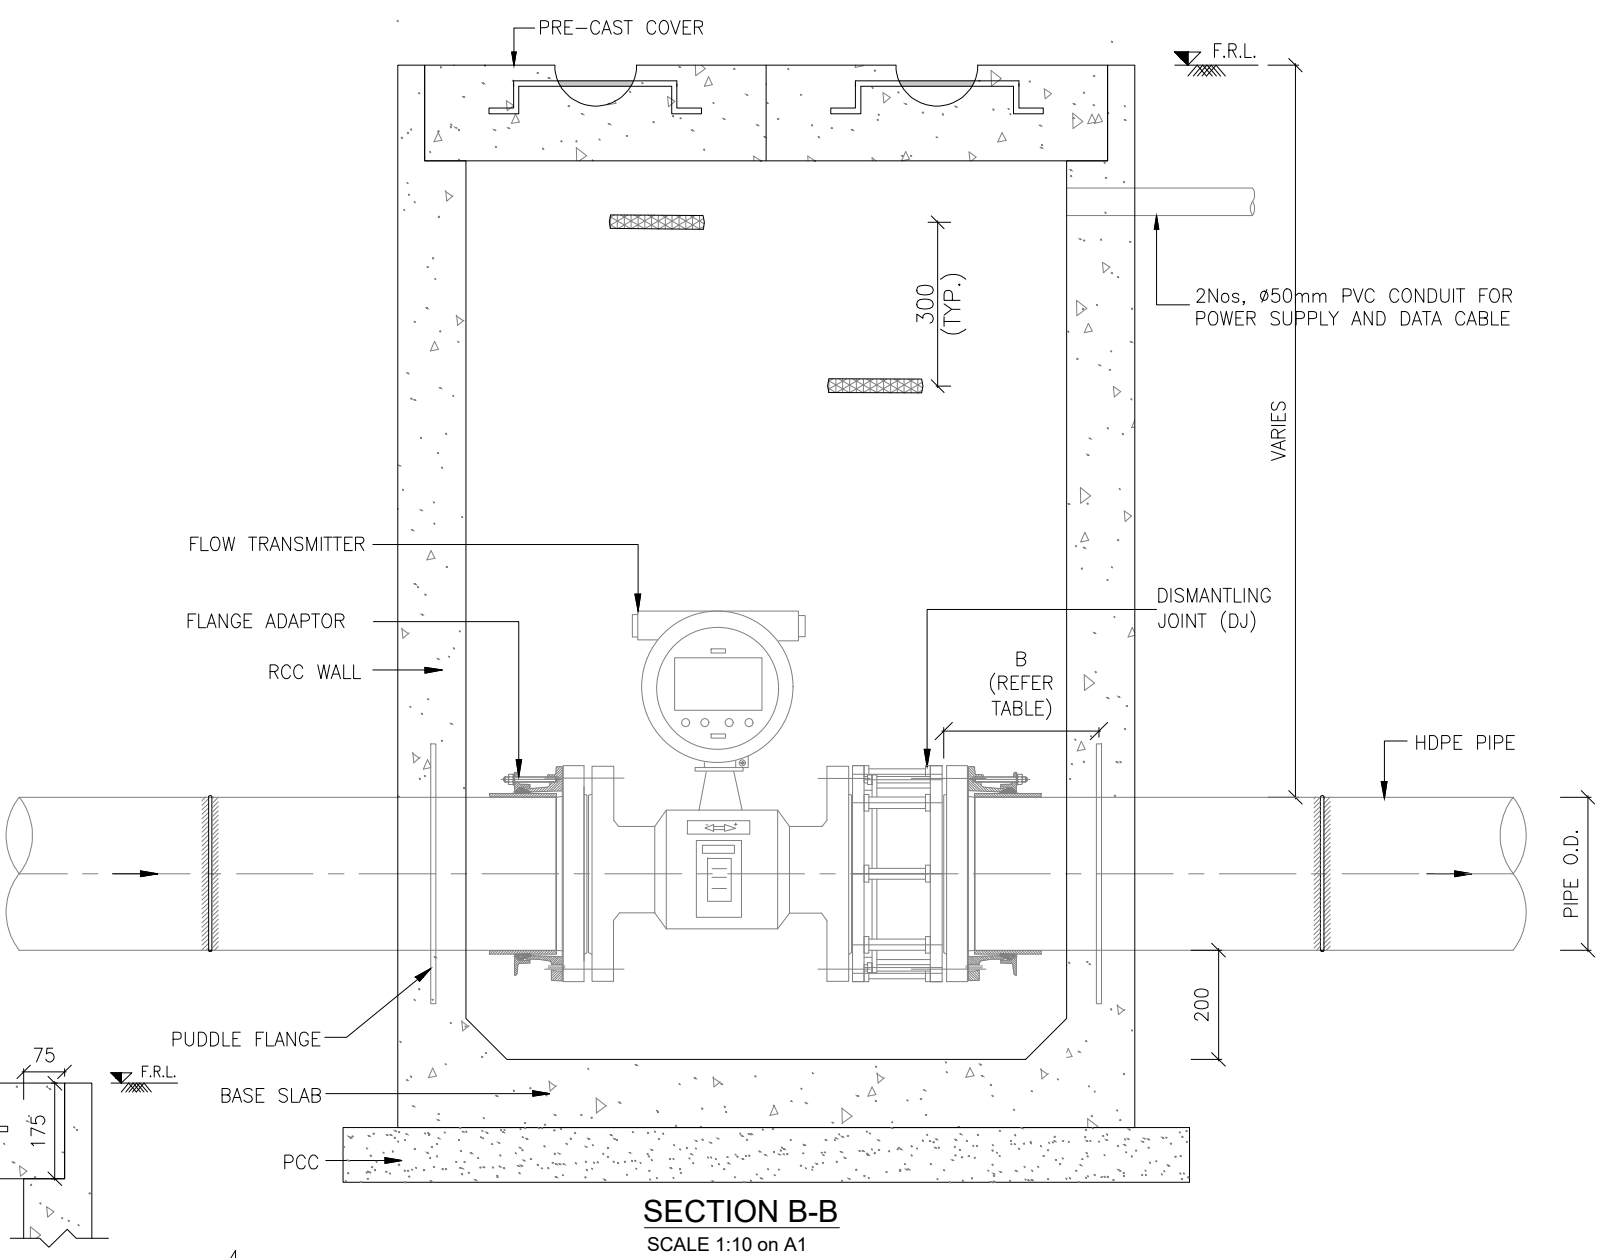 PRE-CAST COVER
F.R.L.
300
(TYP.)
2Nos, ø50mm PVC CONDUIT FOR
POWER SUPPLY AND DATA CABLE
VARIES
FLOW TRANSMITTER
FLANGE ADAPTOR
RCC WALL
DISMANTLING
JOINT (DJ)
B
(REFER
TABLE)
HDPE PIPE
PIPE O.D.
200
PUDDLE FLANGE
75
F.R.L.
175
BASE SLAB
PCC
SECTION B-B
SCALE 1:10 on A1